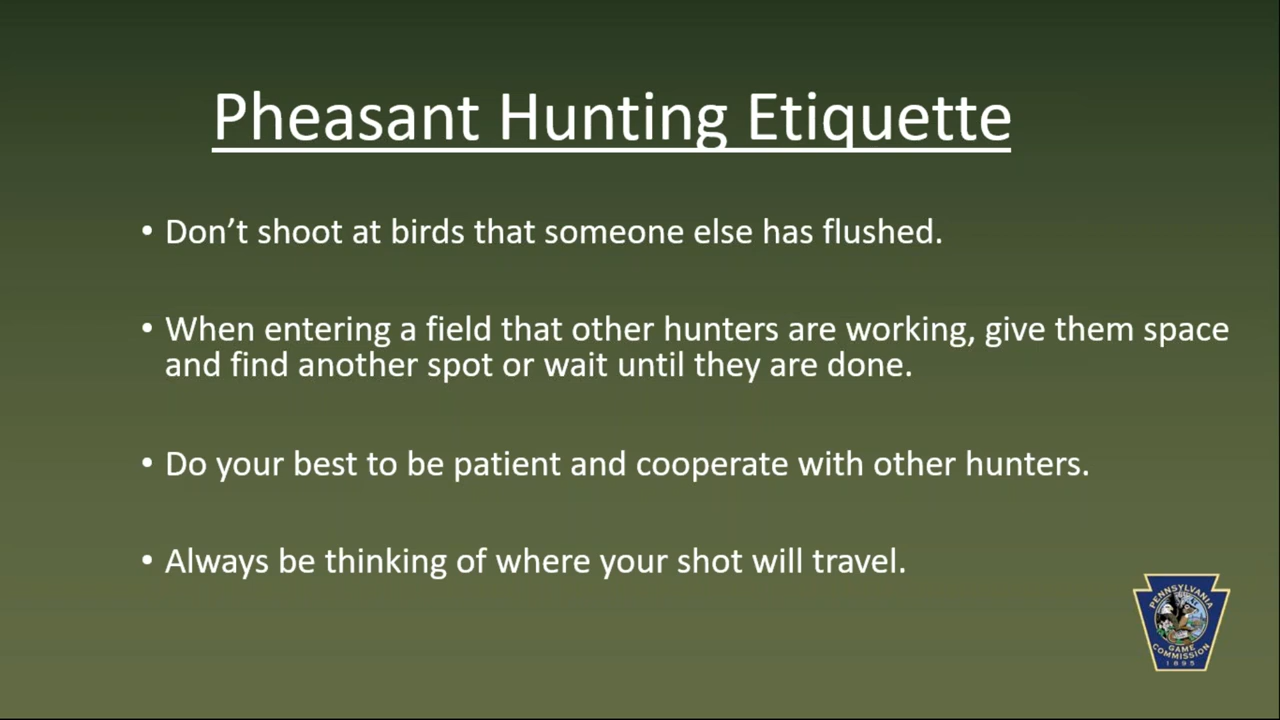 Pheasant Hunting Etiquette
• Don’t shoot at birds that someone else has flushed.
• When entering a field that other hunters are working, give them space
and find another spot or wait until they are done.
• Do your best to be patient and cooperate with other hunters.
• Always be thinking of where your shot will travel.
PENNSYLVANIA
GAME
COMMISSION
1895